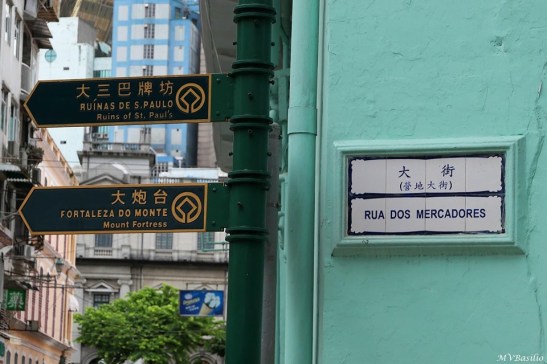 大三巴牌坊
RUÍNAS DE S.PAULO
Ruins of St. Paul's
大炮台
FORTALEZA DO MONTE
Mount Fortress
大街
(營地大街)
RUA DOS MERCADORES
MVBasilio